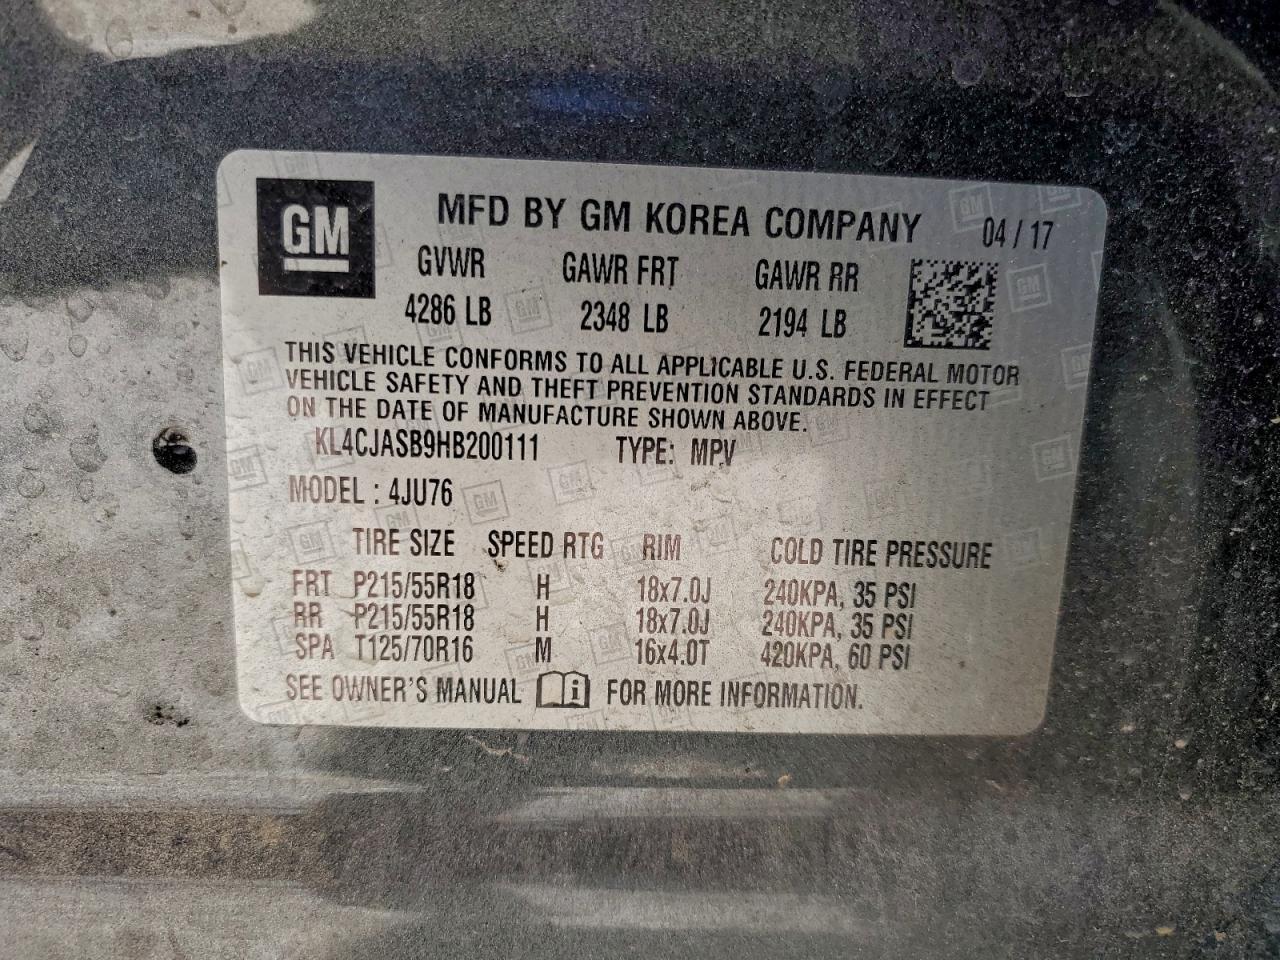 GM
MFD BY GM KOREA COMPANY 04 / 17
GVWR GAWR FRT GAWR RR
4286 LB 2348 LB 2194 LB
THIS VEHICLE CONFORMS TO ALL APPLICABLE U.S. FEDERAL MOTOR
VEHICLE SAFETY AND THEFT PREVENTION STANDARDS IN EFFECT
ON THE DATE OF MANUFACTURE SHOWN ABOVE.
KL4CJASB9HB200111 TYPE: MPV
MODEL : 4JU76
TIRE SIZE SPEED RTG RIM COLD TIRE PRESSURE
FRT P215/55R18 H 18x7.0J 240KPA, 35 PSI
RR P215/55R18 H 18x7.0J 240KPA, 35 PSI
SPA T125/70R16 M 16x4.0T 420KPA, 60 PSI
SEE OWNER'S MANUAL i FOR MORE INFORMATION.